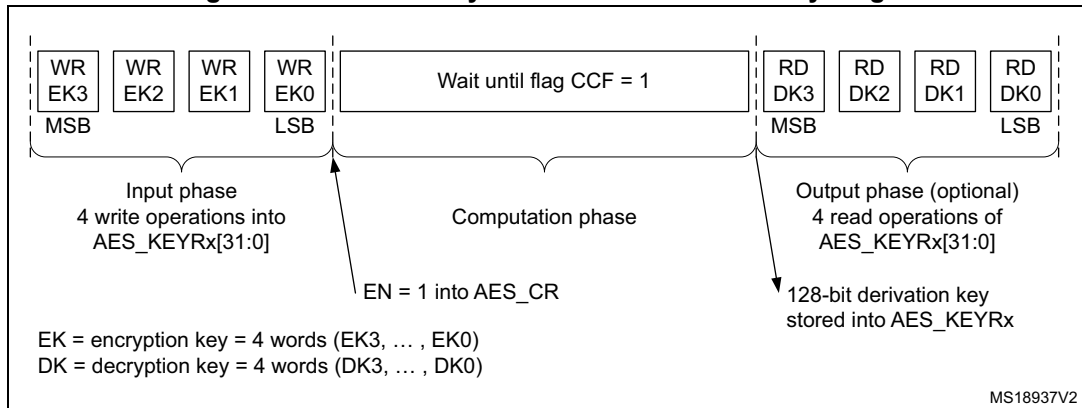 WR EK3
WR EK2
WR EK1
WR EK0
Wait until flag CCF = 1
RD DK3
RD DK2
RD DK1
RD DK0
MSB
LSB
MSB
LSB
Input phase
4 write operations into
AES_KEYRx[31:0]
Computation phase
Output phase (optional)
4 read operations of
AES_KEYRx[31:0]
EN = 1 into AES_CR
128-bit derivation key
stored into AES_KEYRx
EK = encryption key = 4 words (EK3, … , EK0)
DK = decryption key = 4 words (DK3, … , DK0)
MS18937V2